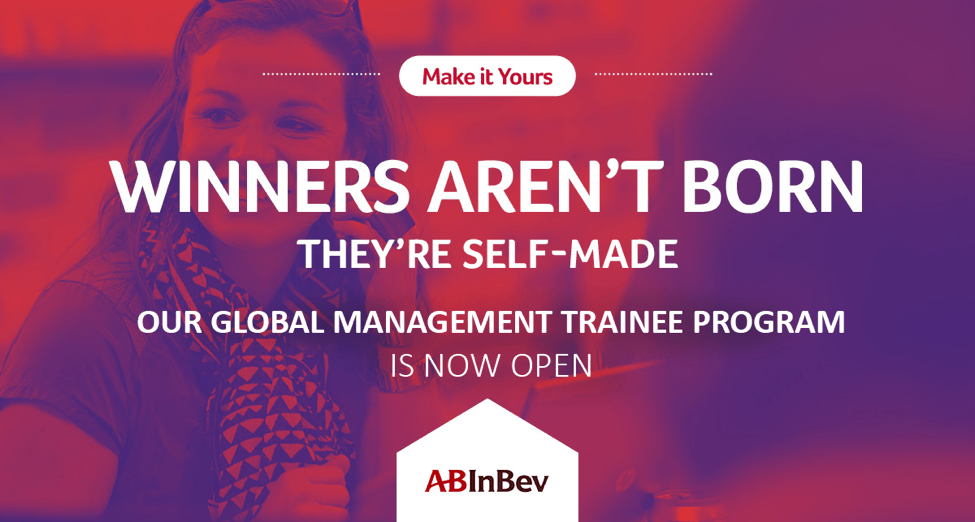 Make it Yours
WINNERS AREN'T BORN
THEY'RE SELF-MADE
OUR GLOBAL MANAGEMENT TRAINEE PROGRAM
IS NOW OPEN
ABInBev